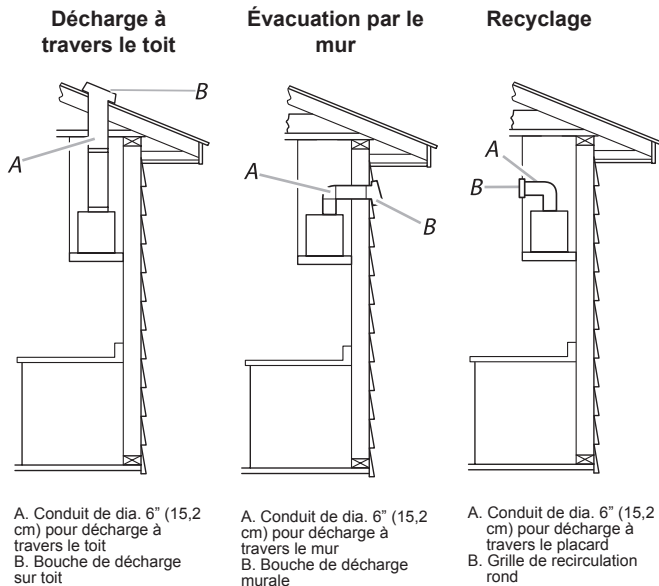 Décharge à
travers le toit
B
A
A. Conduit de dia. 6” (15,2
cm) pour décharge à
travers le toit
B. Bouche de décharge
sur toit
Évacuation par le
mur
A
B
A. Conduit de dia. 6” (15,2
cm) pour décharge à
travers le mur
B. Bouche de décharge
murale
Recyclage
A
B
A. Conduit de dia. 6” (15,2
cm) pour décharge à
travers le placard
B. Grille de recirculation
rond